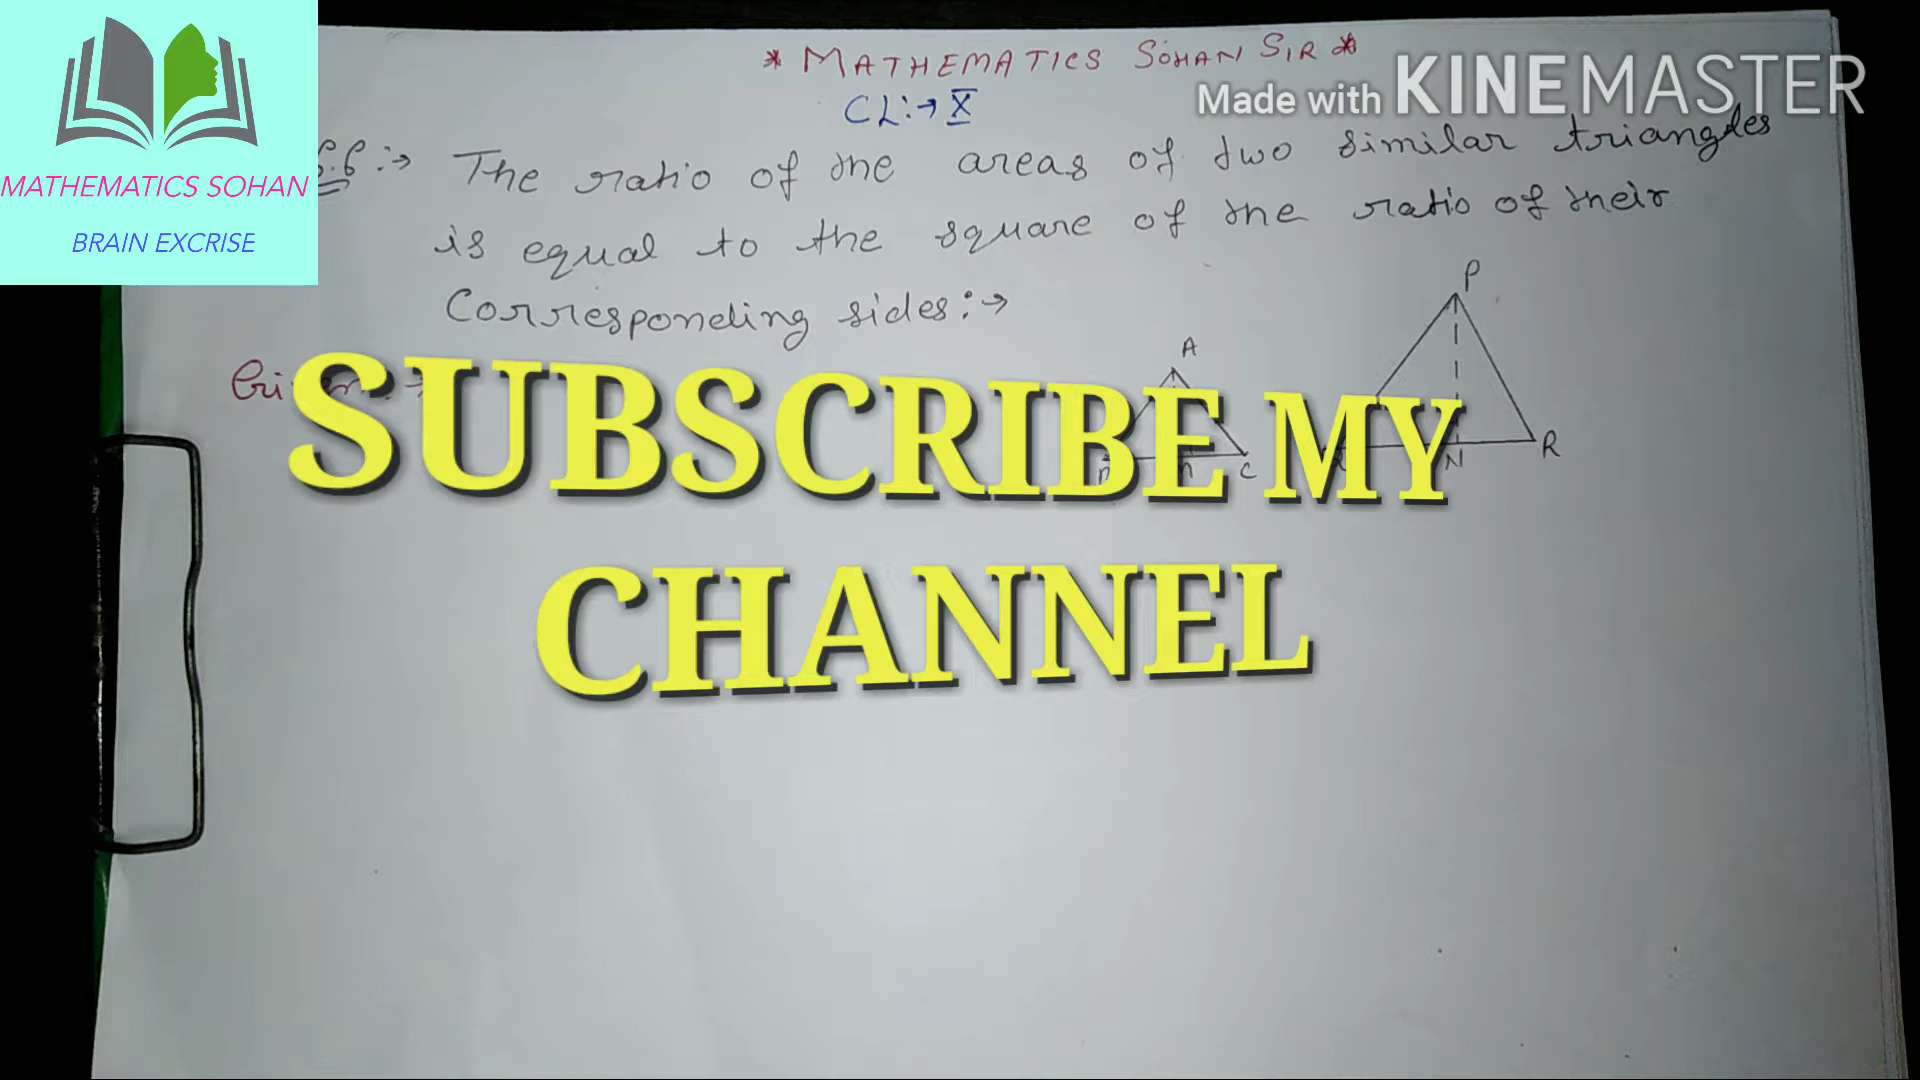 * MATHEMATICS SOHAN SIR *
Made with KINEMASTER
CL:→ X
MATHEMATICS SOHAN
BRAIN EXCRISE
:→ The ratio of the areas of two similar triangles
is equal to the square of the ratio of their
Corresponding sides:→
P
A
Given:→
SUBSCRIBE MY
C
N
R
CHANNEL